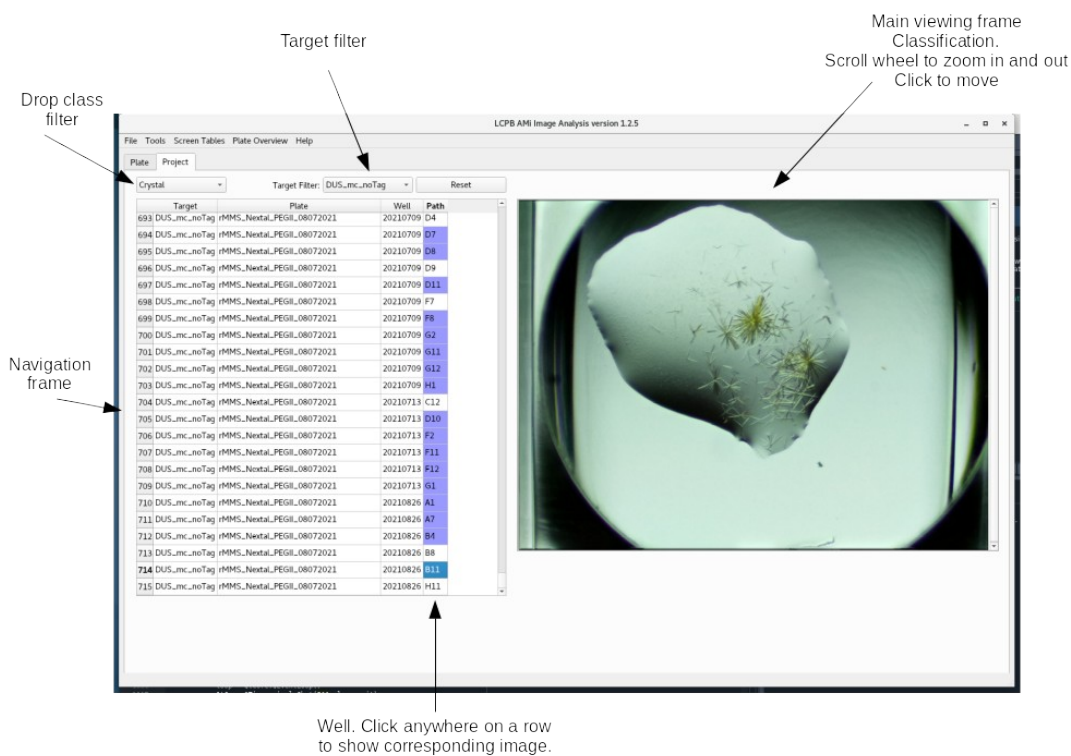 Main viewing frame
Classification.
Scroll wheel to zoom in and out
Click to move
Target filter
Drop class
filter
LCPB AMi Image Analysis version 1.2.5
File Tools Screen Tables Plate Overview Help
Plate Project
Crystal Target Filter: DUS_mc_noTag Reset
Target Plate Well Path
693 DUS_mc_noTag rMMS_Nextal_PEGII_08072021 20210709 D4
694 DUS_mc_noTag rMMS_Nextal_PEGII_08072021 20210709 D7
695 DUS_mc_noTag rMMS_Nextal_PEGII_08072021 20210709 D8
696 DUS_mc_noTag rMMS_Nextal_PEGII_08072021 20210709 D9
697 DUS_mc_noTag rMMS_Nextal_PEGII_08072021 20210709 D11
698 DUS_mc_noTag rMMS_Nextal_PEGII_08072021 20210709 F7
699 DUS_mc_noTag rMMS_Nextal_PEGII_08072021 20210709 F8
700 DUS_mc_noTag rMMS_Nextal_PEGII_08072021 20210709 G2
701 DUS_mc_noTag rMMS_Nextal_PEGII_08072021 20210709 G11
702 DUS_mc_noTag rMMS_Nextal_PEGII_08072021 20210709 G12
703 DUS_mc_noTag rMMS_Nextal_PEGII_08072021 20210709 H1
704 DUS_mc_noTag rMMS_Nextal_PEGII_08072021 20210713 C12
705 DUS_mc_noTag rMMS_Nextal_PEGII_08072021 20210713 D10
706 DUS_mc_noTag rMMS_Nextal_PEGII_08072021 20210713 F2
707 DUS_mc_noTag rMMS_Nextal_PEGII_08072021 20210713 F11
708 DUS_mc_noTag rMMS_Nextal_PEGII_08072021 20210713 F12
709 DUS_mc_noTag rMMS_Nextal_PEGII_08072021 20210713 G1
710 DUS_mc_noTag rMMS_Nextal_PEGII_08072021 20210826 A1
711 DUS_mc_noTag rMMS_Nextal_PEGII_08072021 20210826 A7
712 DUS_mc_noTag rMMS_Nextal_PEGII_08072021 20210826 B4
713 DUS_mc_noTag rMMS_Nextal_PEGII_08072021 20210826 B8
714 DUS_mc_noTag rMMS_Nextal_PEGII_08072021 20210826 B11
715 DUS_mc_noTag rMMS_Nextal_PEGII_08072021 20210826 H11
Navigation
frame
Well. Click anywhere on a row
to show corresponding image.